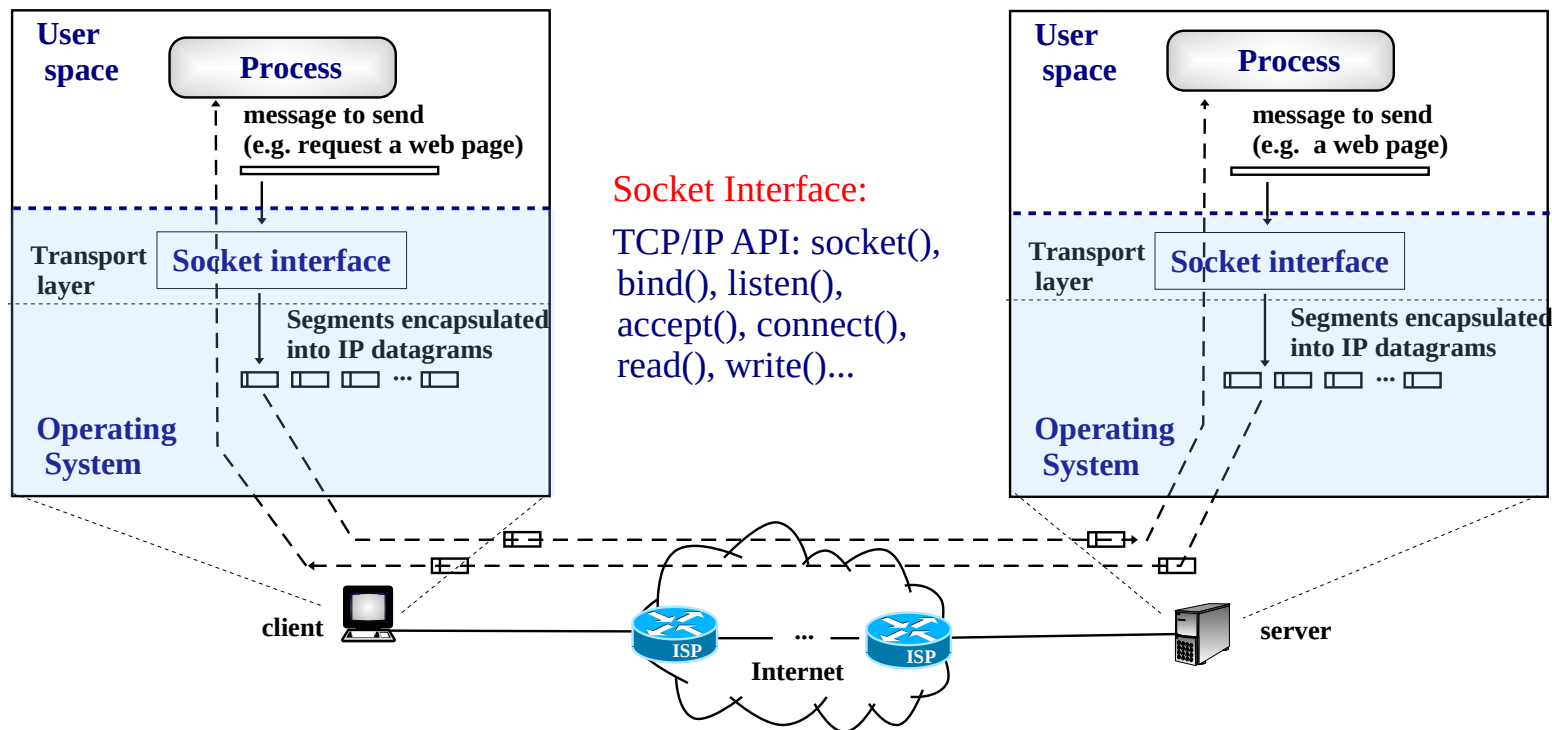 User
space
Process
message to send
(e.g. request a web page)
Transport
layer
Socket interface
Segments encapsulated
into IP datagrams
...
Operating
System
Socket Interface:
TCP/IP API: socket(),
bind(), listen(),
accept(), connect(),
read(), write()...
User
space
Process
message to send
(e.g. a web page)
Transport
layer
Socket interface
Segments encapsulated
into IP datagrams
...
Operating
System
client
ISP
...
Internet
ISP
server